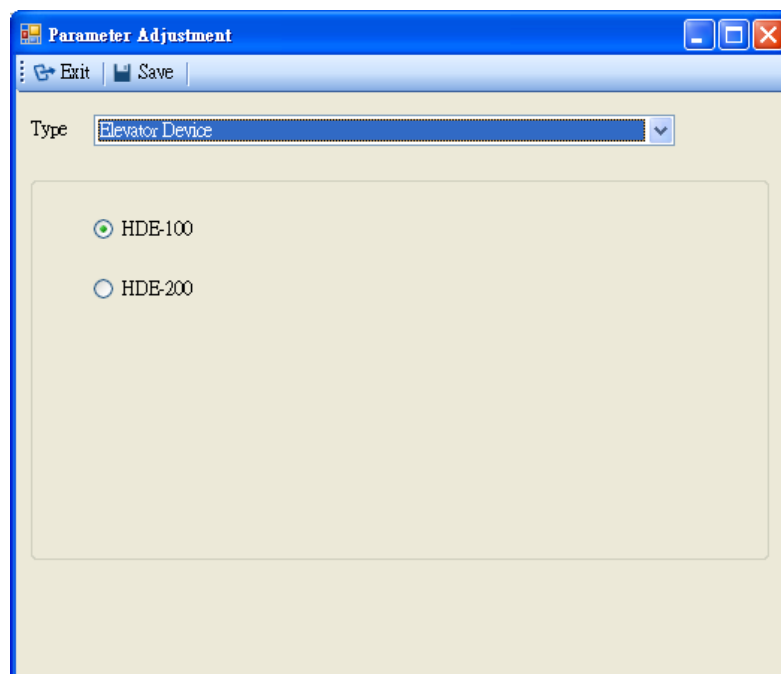 Parameter Adjustment
Exit Save
Type Elevator Device
HDE-100
HDE-200